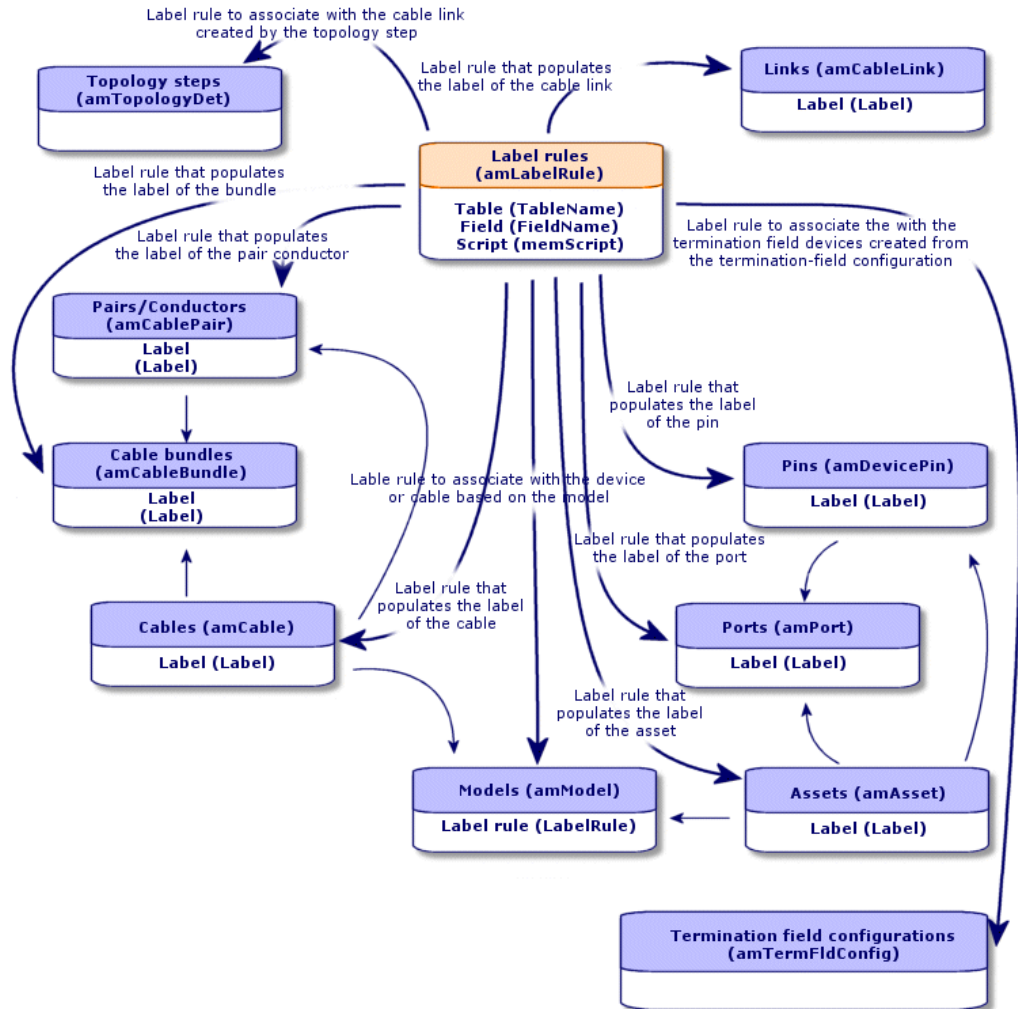 Label rule to associate with the cable link
created by the topology step
Topology steps
(amTopologyDet)
Label rule that populates
the label of the cable link
Links (amCableLink)
Label (Label)
Label rules
(amLabelRule)
Table (TableName)
Field (FieldName)
Script (memScript)
Label rule that populates
the label of the bundle
Label rule that populates
the label of the pair conductor
Label rule to associate the with the
termination field devices created from
the termination-field configuration
Pairs/Conductors
(amCablePair)
Label
(Label)
Label rule that
populates the label
of the pin
Cable bundles
(amCableBundle)
Label
(Label)
Lable rule to associate with the device
or cable based on the model
Pins (amDevicePin)
Label (Label)
Label rule that populates
the label of the port
Label rule that
populates the label
of the cable
Cables (amCable)
Label (Label)
Ports (amPort)
Label (Label)
Label rule that
populates the label
of the asset
Models (amModel)
Label rule (LabelRule)
Assets (amAsset)
Label (Label)
Termination field configurations
(amTermFldConfig)